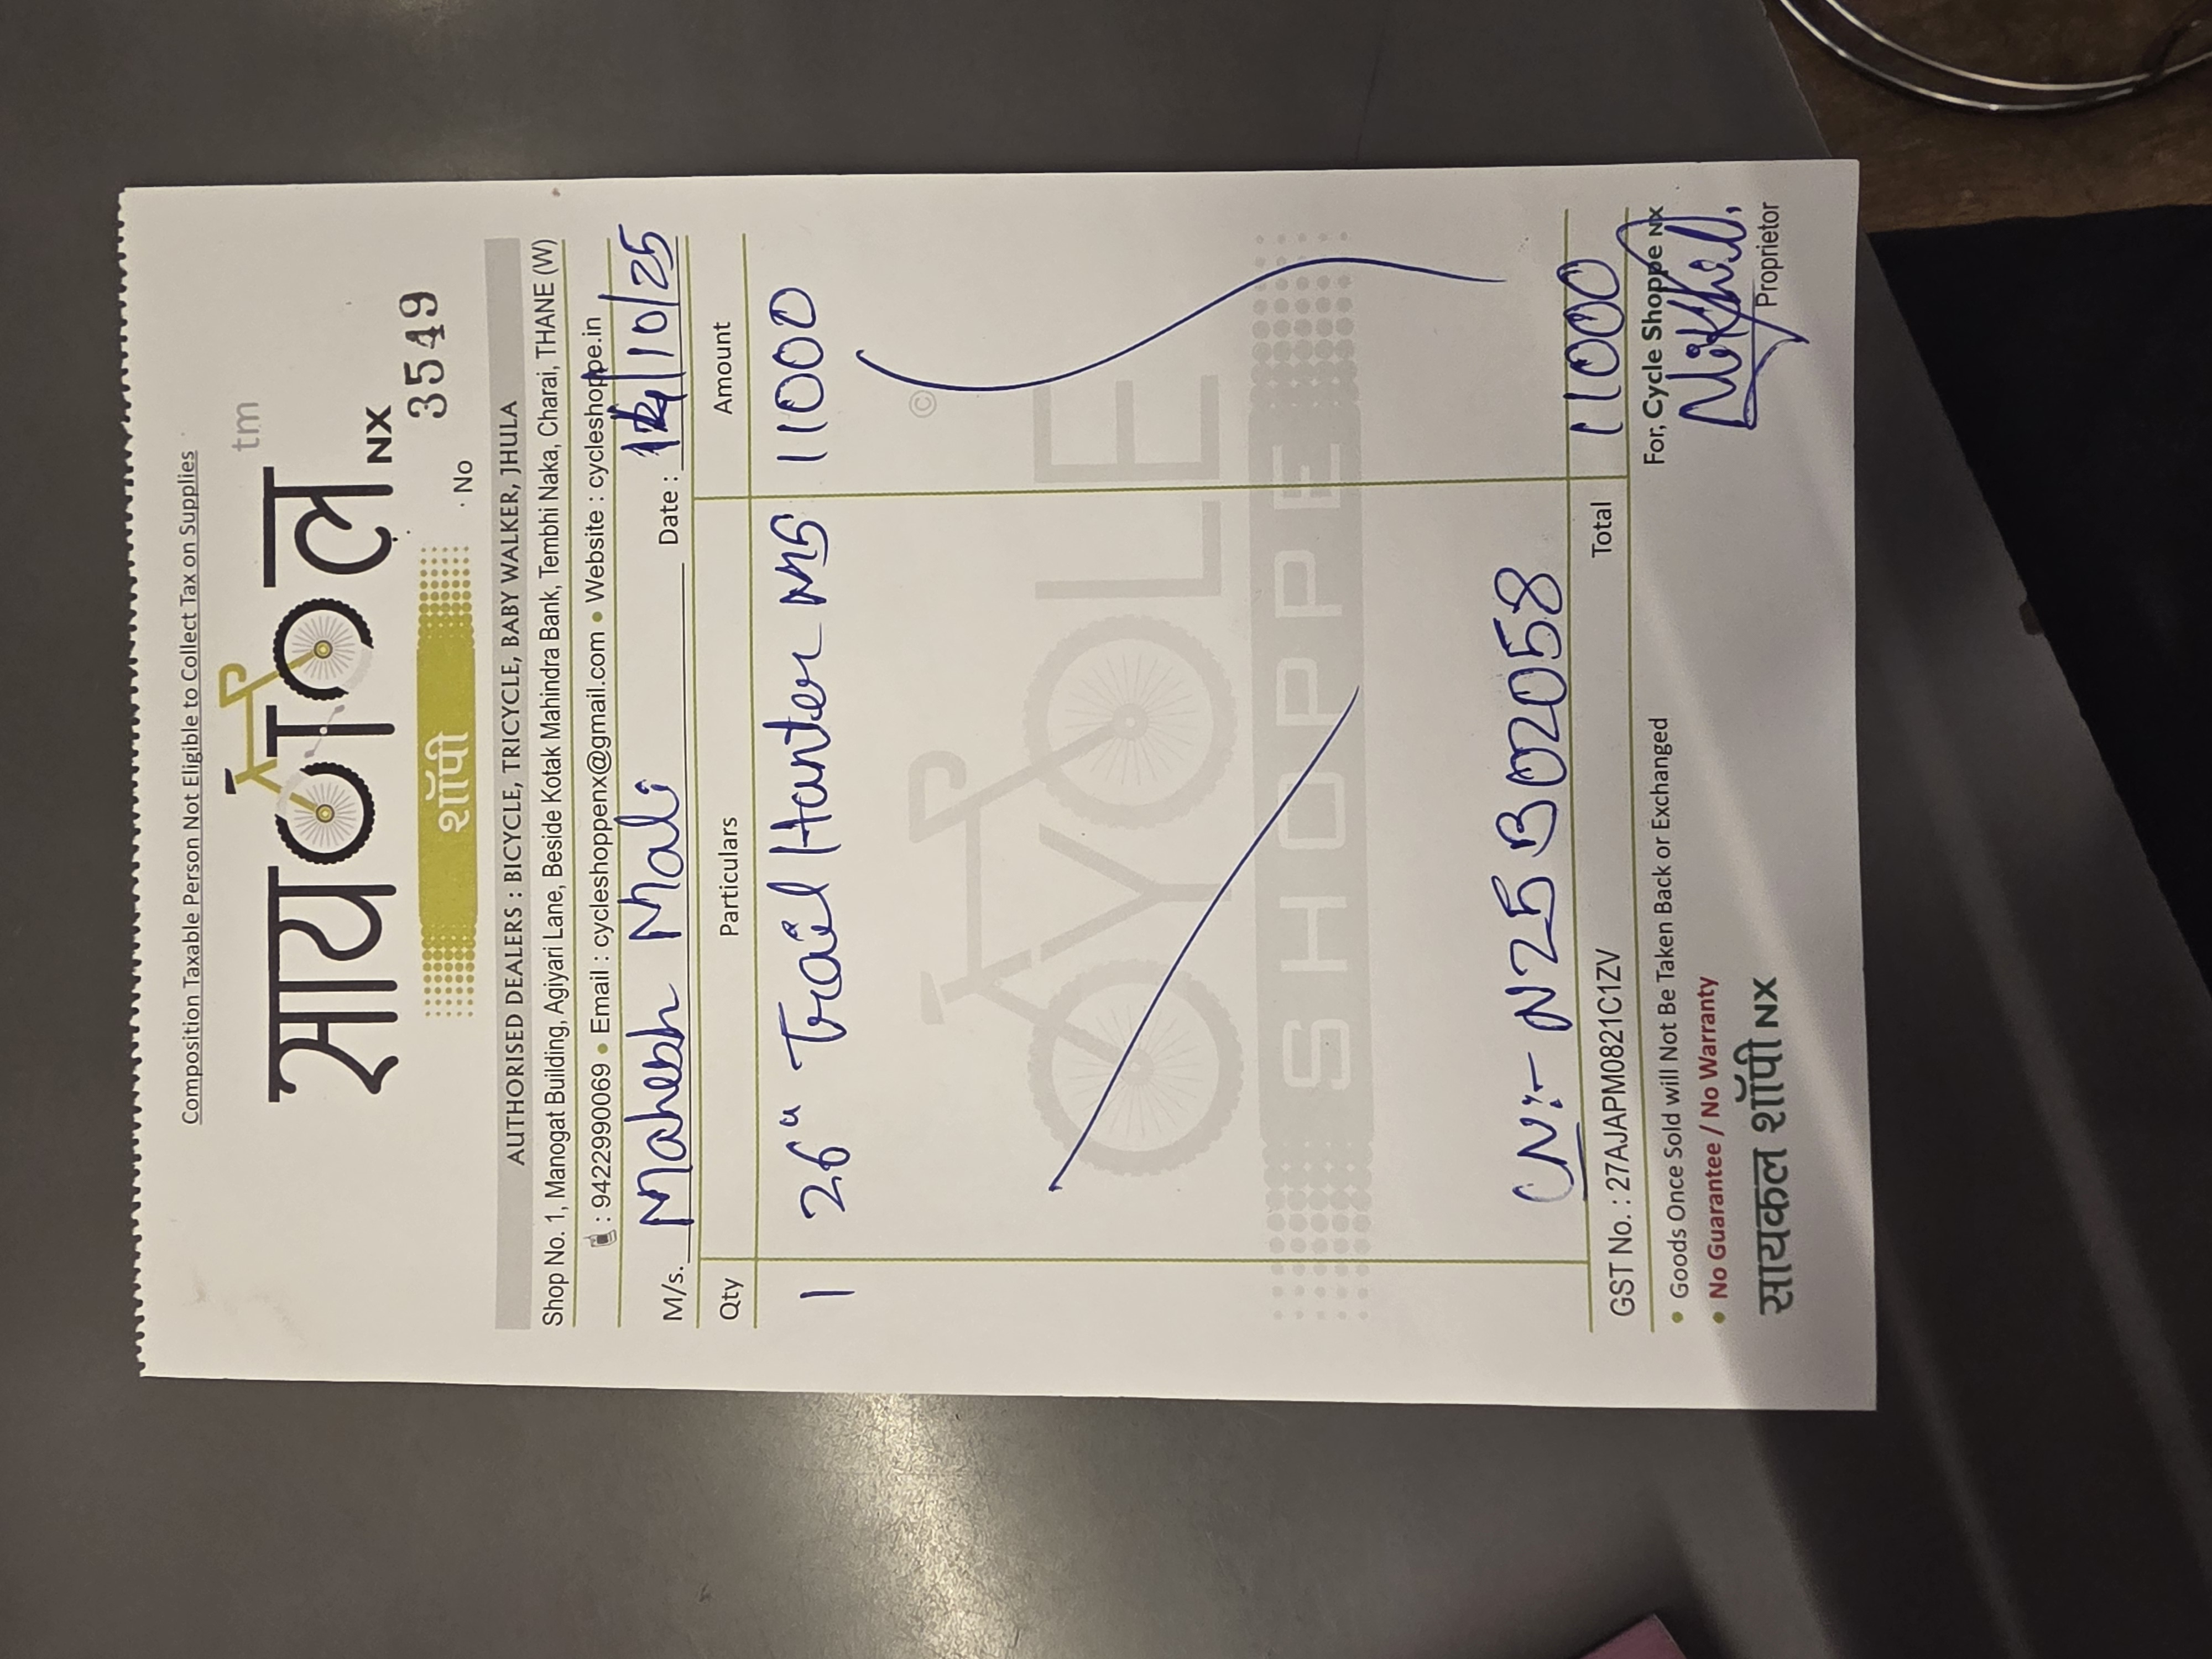 Composition Taxable Person Not Eligible to Collect Tax on Supplies
सायकल tm
NX
शॉपी
No 3549
AUTHORISED DEALERS : BICYCLE, TRICYCLE, BABY WALKER, JHULA
Shop No. 1, Manogat Building, Agiyari Lane, Beside Kotak Mahindra Bank, Tembhi Naka, Charai, THANE (W)
: 9422990069 • Email : cycleshoppenx@gmail.com • Website : cycleshoppe.in
M/s. Mahesh Mali Date : 14/10/25
Qty Particulars Amount
1 26" Trail Hunter MS 11000
©
CYCLE
SHOPPE
CN:- N25B02058
GST No. : 27AJAPM0821C1ZV Total 11000
• Goods Once Sold will Not Be Taken Back or Exchanged
For, Cycle Shoppe NX
• No Guarantee / No Warranty
Nikhil
सायकल शॉपी NX
Proprietor